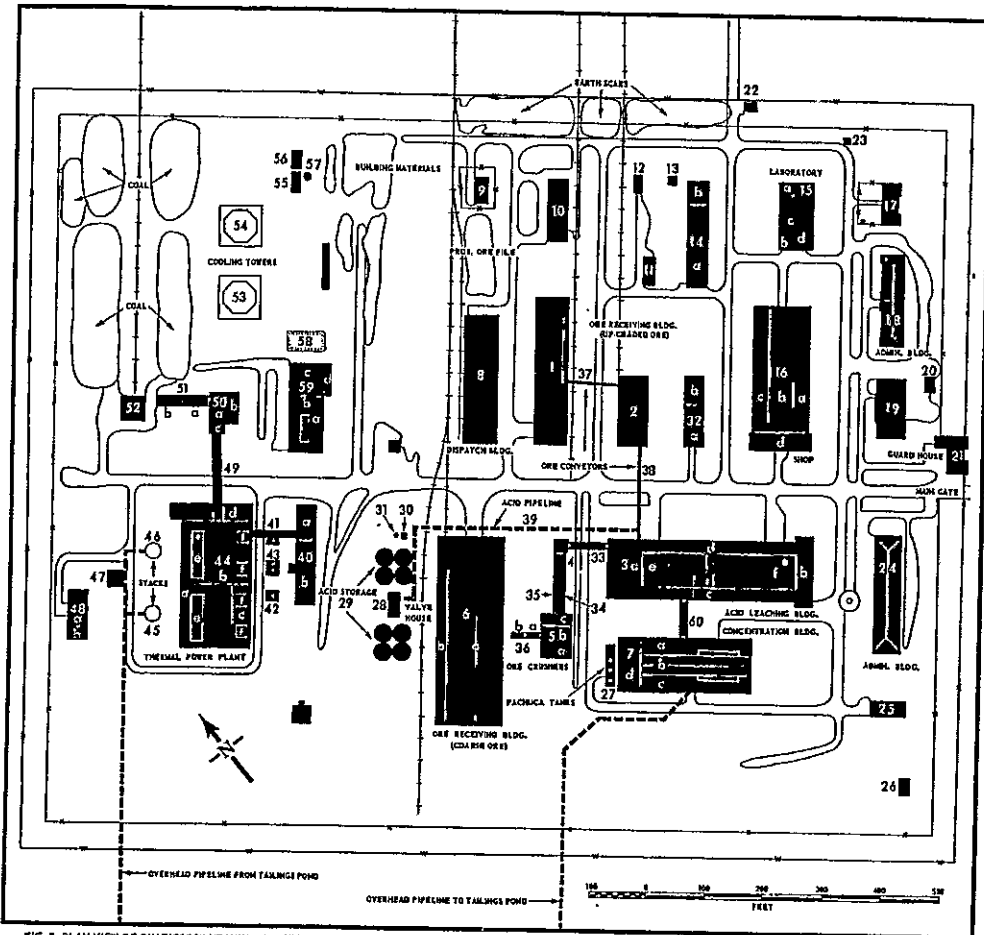 EARTH SCARS
22
23
56
57
55
BUILDING MATERIALS
COAL
9
10
12
13
b
14
a
11
LABORATORY
a 15
c
b d
17
54
COOLING TOWERS
53
COAL
58
PROB. ORE PILE
ORE RECEIVING BLDG.
(UPGRADED ORE)
18
ADMIN. BLDG.
20
19
GUARD HOUSE 21
MAIN GATE
51
52 b a 50 b
a
c
59 d
b
a
8
DISPATCH BLDG.
1
37
2
b
32
a
16
c b a
d
SHOP
49
ORE CONVEYORS
38
ACID PIPELINE
39
31 30
46
STACKS
45
47
48
a
d
e
44
b
41
43
42
a
40
b
THERMAL POWER PLANT
ACID STORAGE
29
28
VALVE
HOUSE
6
b a
ORE RECEIVING BLDG.
(COARSE ORE)
4
33
35
34
b a 5 b
c
a
36
ORE CRUSHERS
3 a e
d
c
f b
ACID LEACHING BLDG.
60
CONCENTRATION BLDG.
7 a
b
d
c
PACHUCA TANKS
27
24
ADMIN. BLDG.
25
26
N
OVERHEAD PIPELINE FROM TAILINGS POND
OVERHEAD PIPELINE TO TAILINGS POND
100 0 100 200 300 400 500
FEET